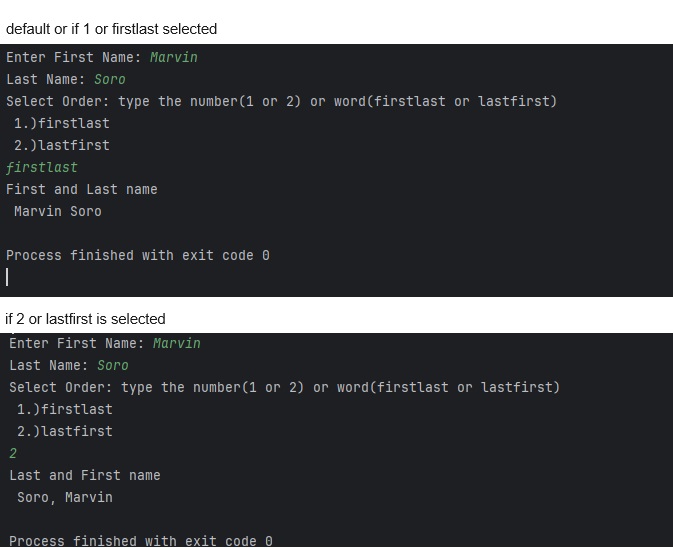 default or if 1 or firstlast selected
Enter First Name: Marvin
Last Name: Soro
Select Order: type the number(1 or 2) or word(firstlast or lastfirst)
1.)firstlast
2.)lastfirst
firstlast
First and Last name
Marvin Soro
Process finished with exit code 0
if 2 or lastfirst is selected
Enter First Name: Marvin
Last Name: Soro
Select Order: type the number(1 or 2) or word(firstlast or lastfirst)
1.)firstlast
2.)lastfirst
2
Last and First name
Soro, Marvin
Process finished with exit code 0